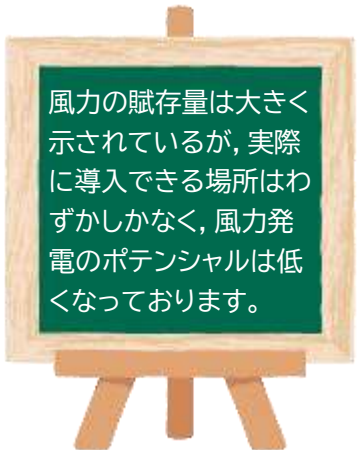 風力の賦存量は大きく
示されているが，実際
に導入できる場所はわ
ずかしかなく，風力発
電のポテンシャルは低
くなっております。